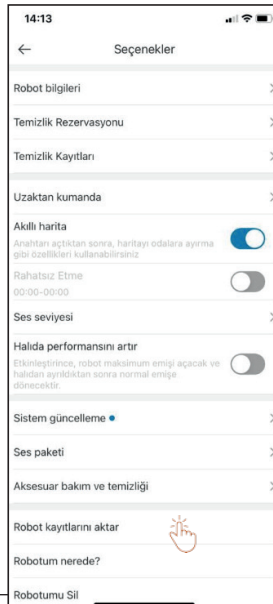 14:13
Seçenekler
Robot bilgileri
Temizlik Rezervasyonu
Temizlik Kayıtları
Uzaktan kumanda
Akıllı harita
Anahtarı açtıktan sonra, haritayı odalara ayırma
gibi özellikleri kullanabilirsiniz
Rahatsız Etme
00:00-00:00
Ses seviyesi
Halıda performansını artır
Etkinleştirince, robot maksimum emişi açacak ve
halıdan ayrıldıktan sonra normal emişe
dönecektir.
Sistem güncelleme
Ses paketi
Aksesuar bakım ve temizliği
Robot kayıtlarını aktar
Robotum nerede?
Robotumu Sil